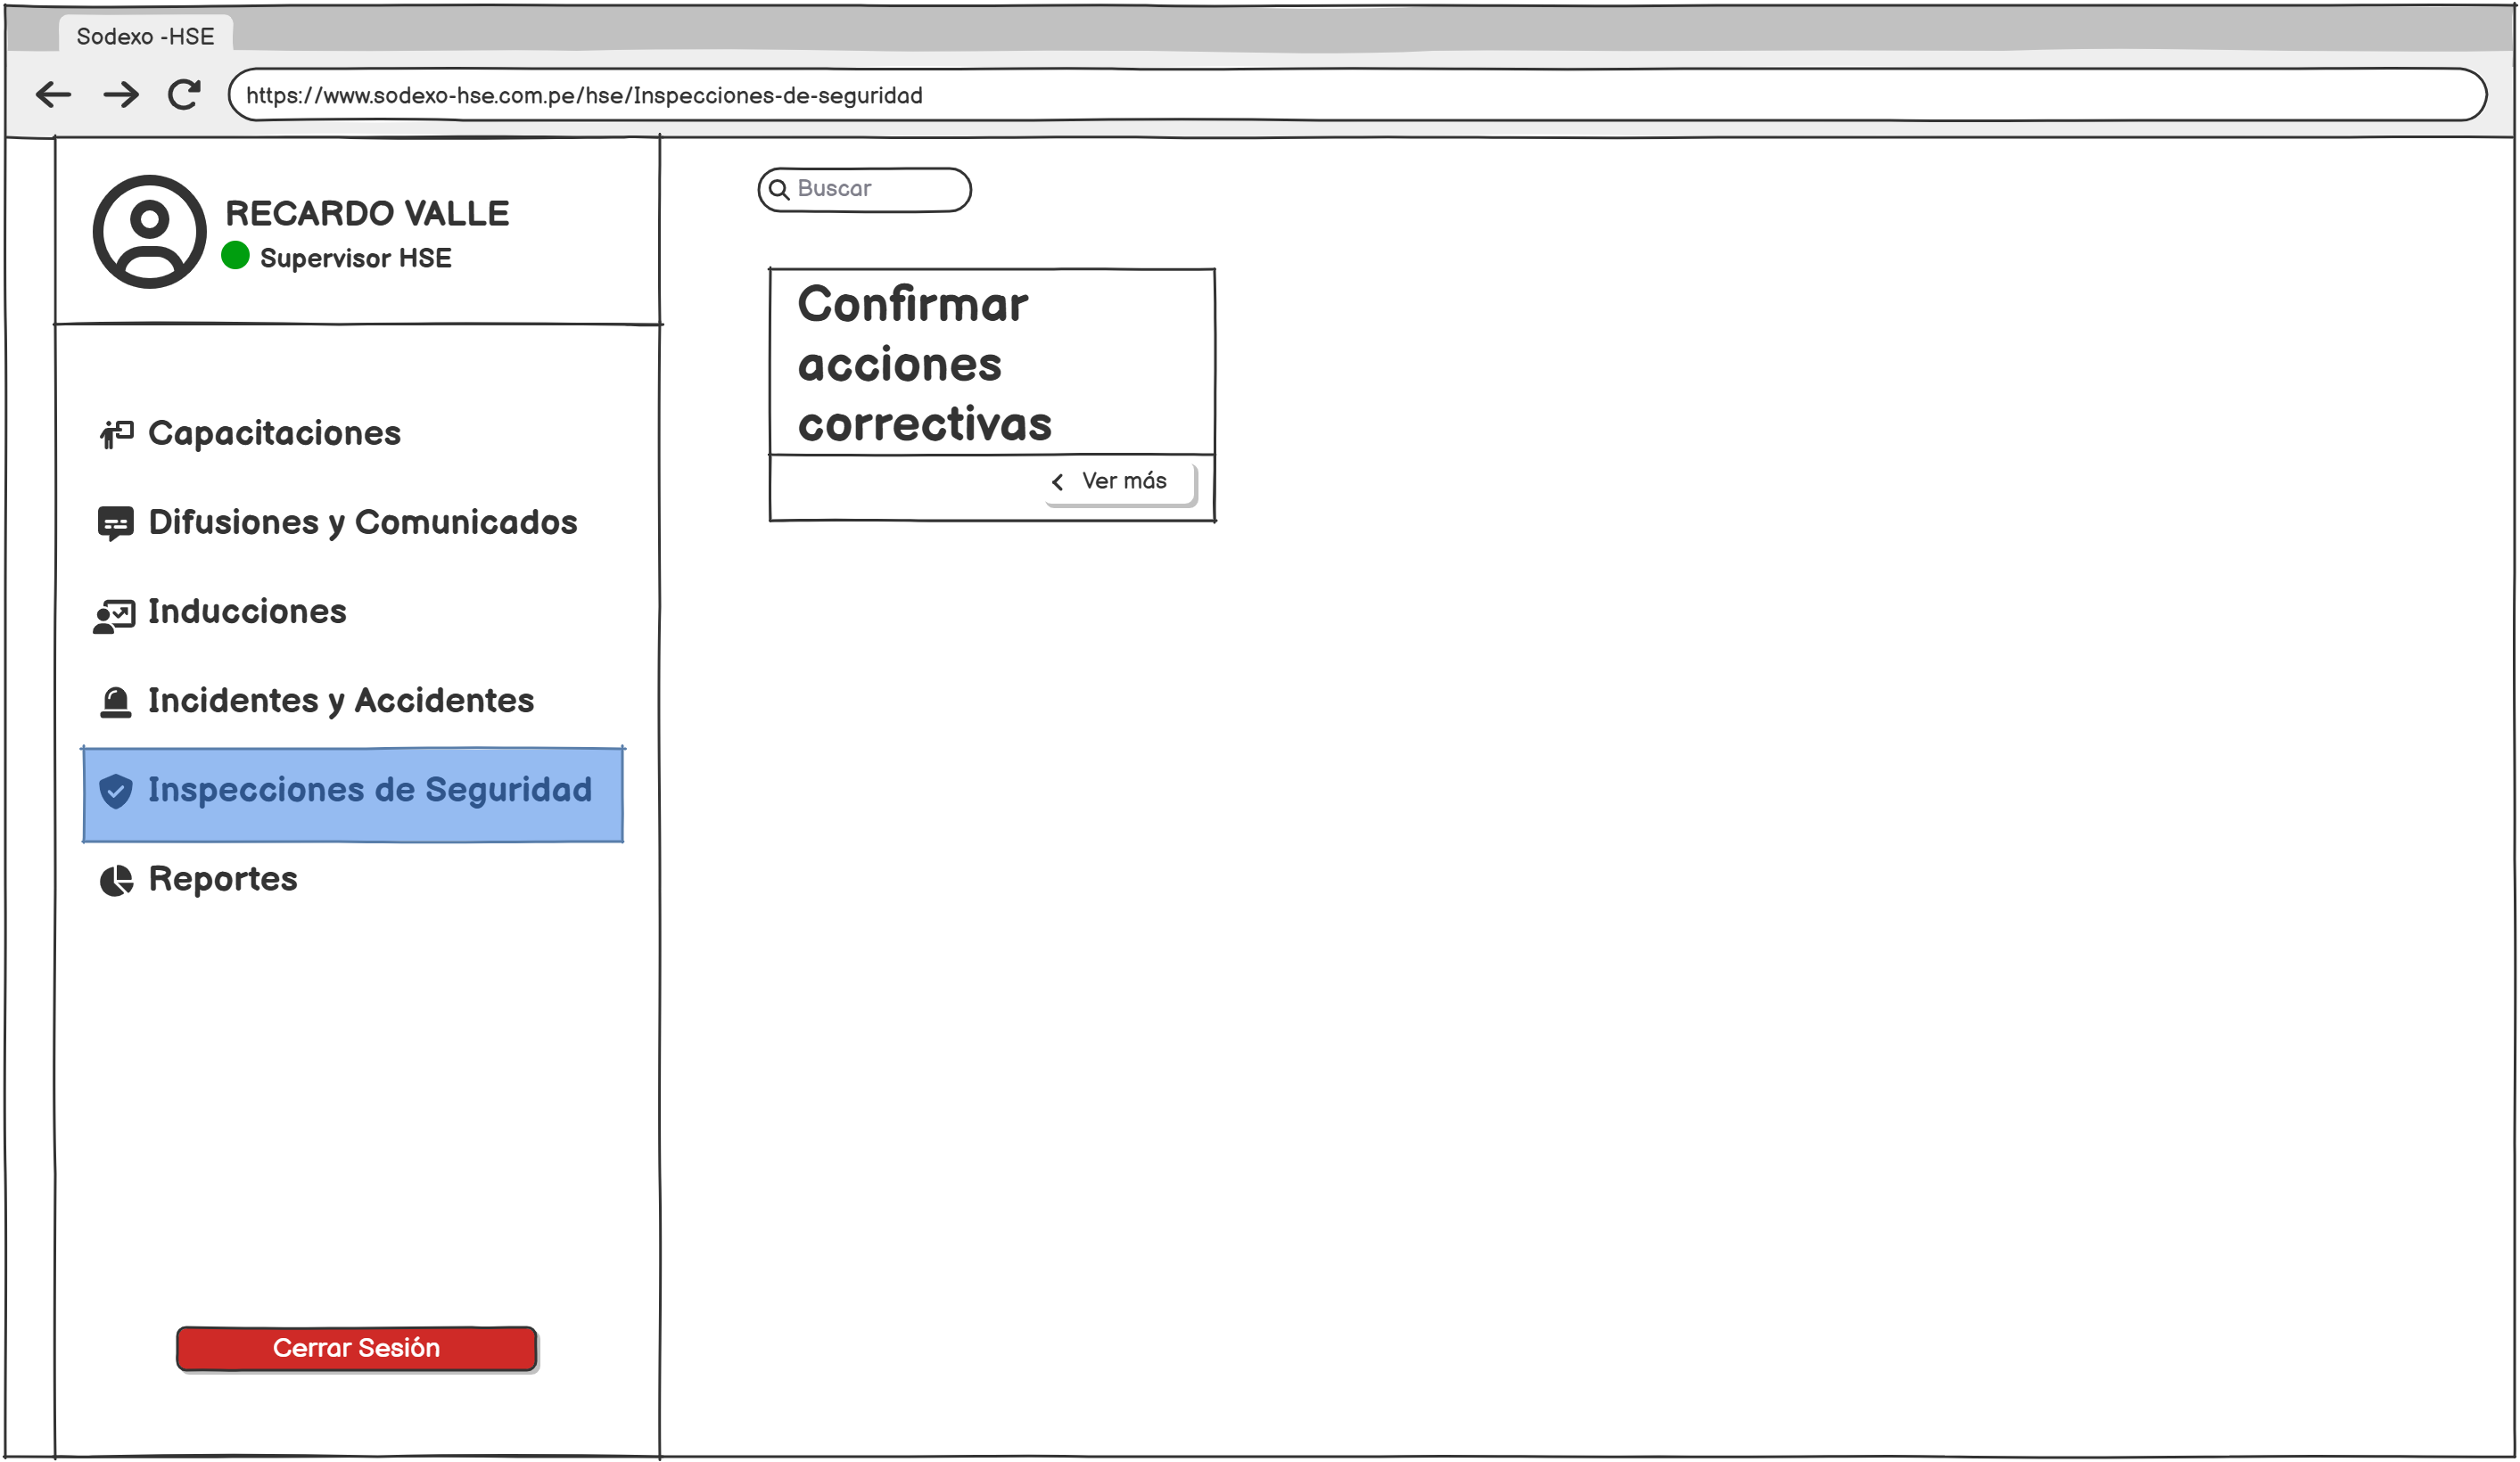 Sodexo -HSE
https://www.sodexo-hse.com.pe/hse/Inspecciones-de-seguridad
RECARDO VALLE
Supervisor HSE
Capacitaciones
Difusiones y Comunicados
Inducciones
Incidentes y Accidentes
Inspecciones de Seguridad
Reportes
Cerrar Sesión
Buscar
Confirmar
acciones
correctivas
Ver más